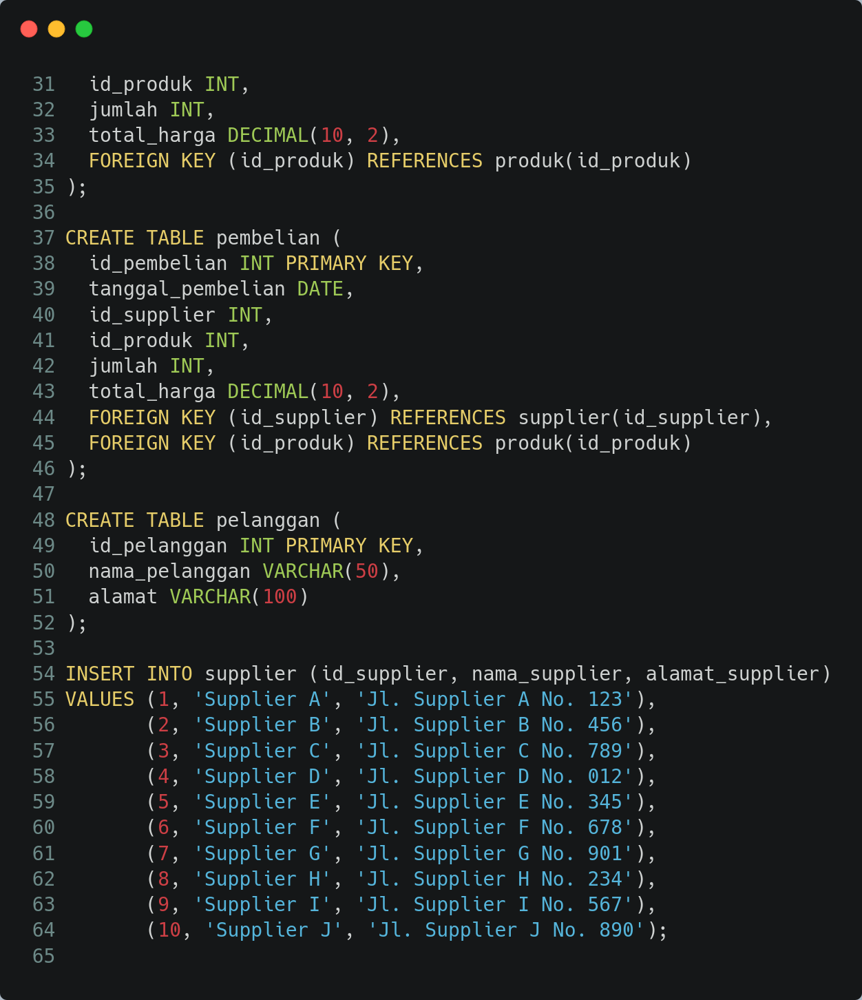 31   id_produk INT,
32   jumlah INT,
33   total_harga DECIMAL(10, 2),
34   FOREIGN KEY (id_produk) REFERENCES produk(id_produk)
35 );
36
37 CREATE TABLE pembelian (
38   id_pembelian INT PRIMARY KEY,
39   tanggal_pembelian DATE,
40   id_supplier INT,
41   id_produk INT,
42   jumlah INT,
43   total_harga DECIMAL(10, 2),
44   FOREIGN KEY (id_supplier) REFERENCES supplier(id_supplier),
45   FOREIGN KEY (id_produk) REFERENCES produk(id_produk)
46 );
47
48 CREATE TABLE pelanggan (
49   id_pelanggan INT PRIMARY KEY,
50   nama_pelanggan VARCHAR(50),
51   alamat VARCHAR(100)
52 );
53
54 INSERT INTO supplier (id_supplier, nama_supplier, alamat_supplier)
55 VALUES (1, 'Supplier A', 'Jl. Supplier A No. 123'),
56        (2, 'Supplier B', 'Jl. Supplier B No. 456'),
57        (3, 'Supplier C', 'Jl. Supplier C No. 789'),
58        (4, 'Supplier D', 'Jl. Supplier D No. 012'),
59        (5, 'Supplier E', 'Jl. Supplier E No. 345'),
60        (6, 'Supplier F', 'Jl. Supplier F No. 678'),
61        (7, 'Supplier G', 'Jl. Supplier G No. 901'),
62        (8, 'Supplier H', 'Jl. Supplier H No. 234'),
63        (9, 'Supplier I', 'Jl. Supplier I No. 567'),
64        (10, 'Supplier J', 'Jl. Supplier J No. 890');
65